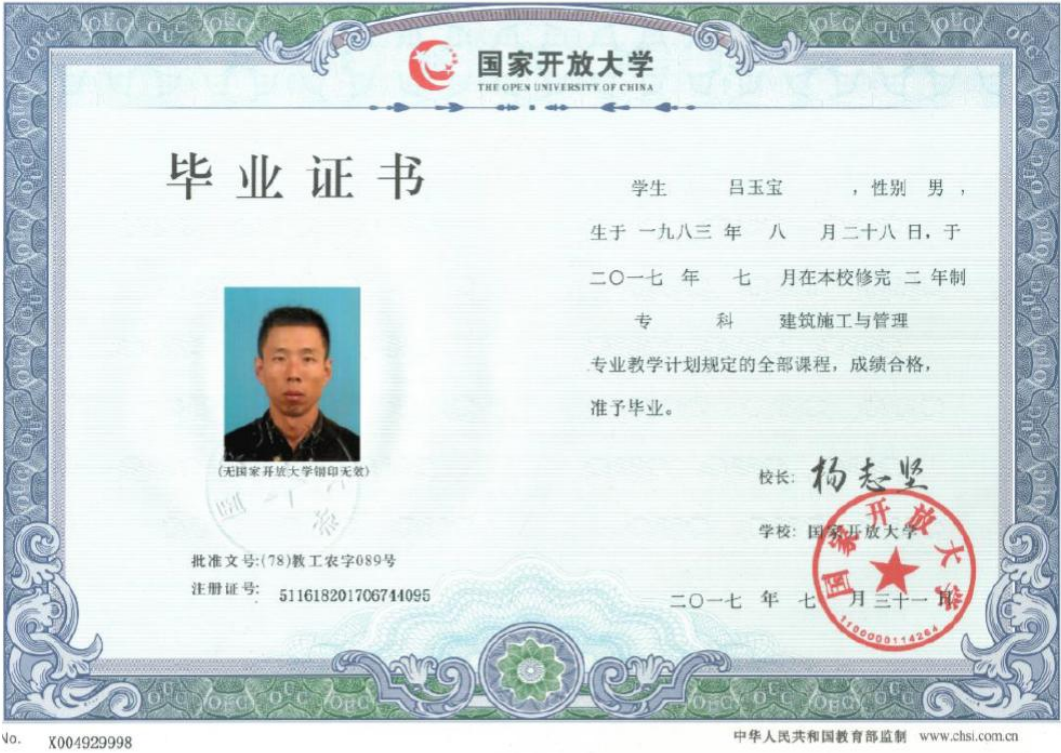 国家开放大学
THE OPEN UNIVERSITY OF CHINA
毕业证书
学生 吕玉宝 ,性别 男 ,
生于 一九八三 年 八 月二十八 日,于
二〇一七 年 七 月在本校修完 二 年制
专 科 建筑施工与管理
专业教学计划规定的全部课程,成绩合格,
准予毕业。
(无国家开放大学钢印无效)
校长: 杨志坚
学校: 国家开放大学
批准文号:(78)教工农字089号
注册证号: 511618201706744095
二〇一七 年 七 月 三十一 日
国家开放大学
1100000114264
No. X004929998
中华人民共和国教育部监制 www.chsi.com.cn